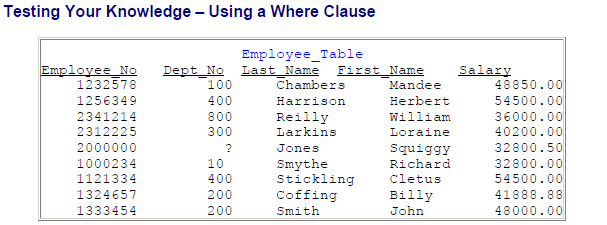 Testing Your Knowledge – Using a Where Clause
Employee_Table
Employee_No Dept_No Last_Name First_Name Salary
1232578 100 Chambers Mandee 48850.00
1256349 400 Harrison Herbert 54500.00
2341214 800 Reilly William 36000.00
2312225 300 Larkins Loraine 40200.00
2000000 ? Jones Squiggy 32800.50
1000234 10 Smythe Richard 32800.00
1121334 400 Stickling Cletus 54500.00
1324657 200 Coffing Billy 41888.88
1333454 200 Smith John 48000.00